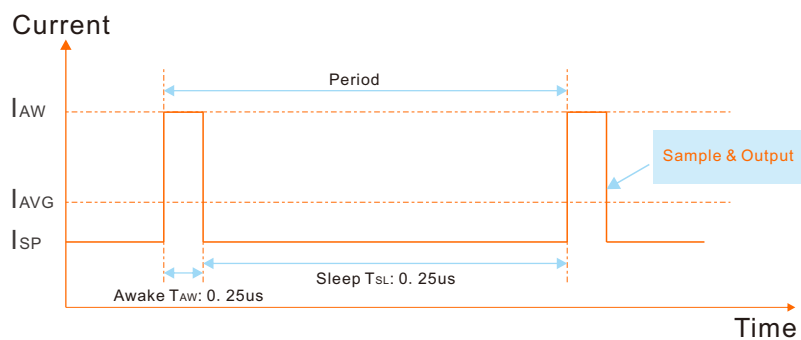 Current
Period
IAW
Sample & Output
IAVG
ISP
Sleep TSL: 0. 25us
Awake TAW: 0. 25us
Time